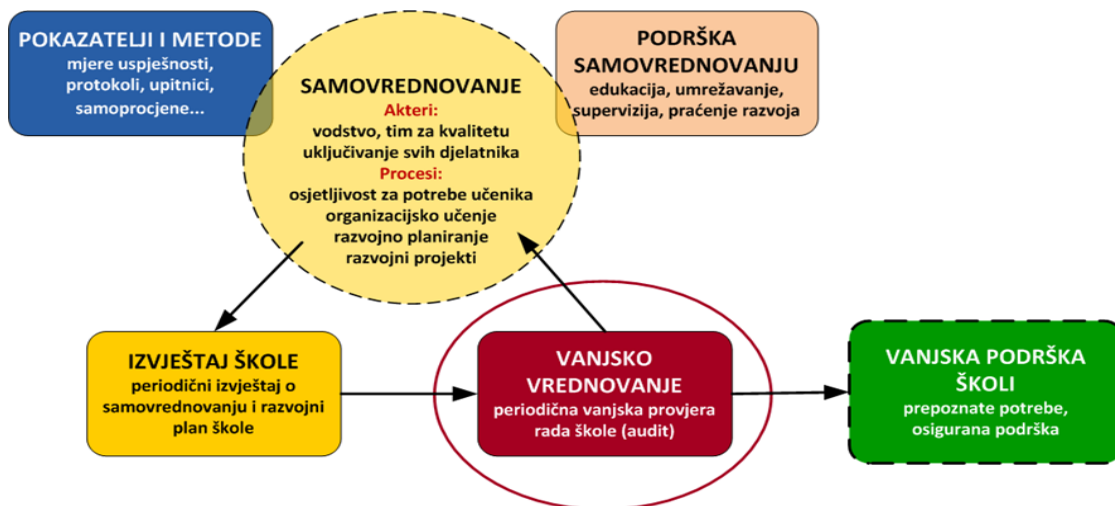 POKAZATELJI I METODE
mjere uspješnosti,
protokoli, upitnici,
samoprocjene...
PODRŠKA
SAMOVREDNOVANJU
edukacija, umrežavanje,
supervizija, praćenje razvoja
SAMOVREDNOVANJE
Akteri:
vodstvo, tim za kvalitetu
uključivanje svih djelatnika
Procesi:
osjetljivost za potrebe učenika
organizacijsko učenje
razvojno planiranje
razvojni projekti
IZVJEŠTAJ ŠKOLE
periodični izvještaj o
samovrednovanju i razvojni
plan škole
VANJSKO
VREDNOVANJE
periodična vanjska provjera
rada škole (audit)
VANJSKA PODRŠKA
ŠKOLI
prepoznate potrebe,
osigurana podrška